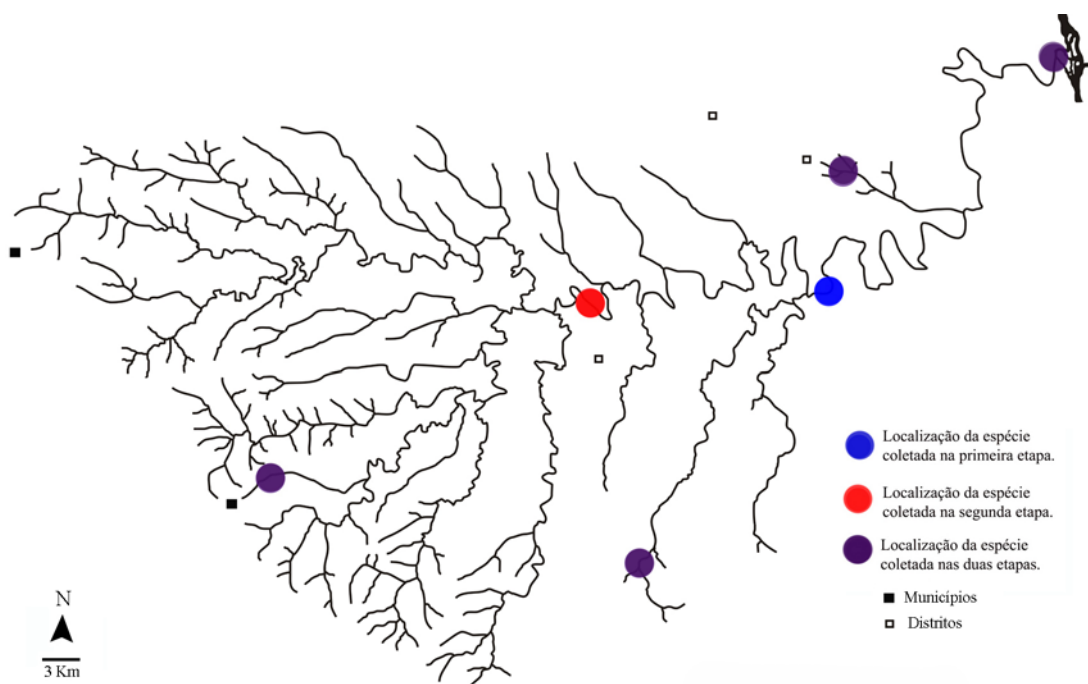 Localização da espécie
coletada na primeira etapa.
Localização da espécie
coletada na segunda etapa.
Localização da espécie
coletada nas duas etapas.
Municípios
Distritos
N
3 Km